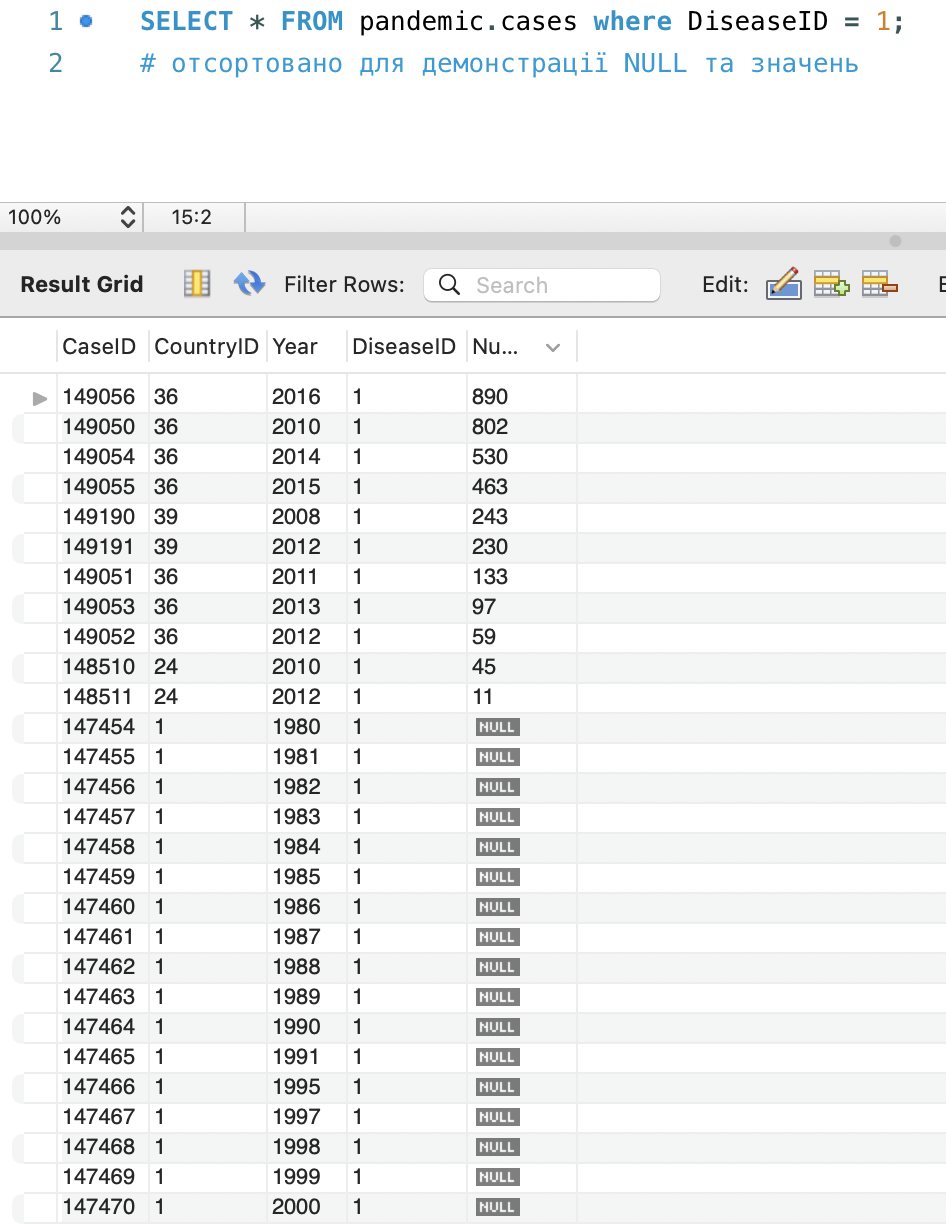 1 SELECT * FROM pandemic.cases where DiseaseID = 1;
2 # отсортовано для демонстрації NULL та значень
100% 15:2
Result Grid Filter Rows: Search Edit: E
CaseID CountryID Year DiseaseID Nu...
149056 36 2016 1 890
149050 36 2010 1 802
149054 36 2014 1 530
149055 36 2015 1 463
149190 39 2008 1 243
149191 39 2012 1 230
149051 36 2011 1 133
149053 36 2013 1 97
149052 36 2012 1 59
148510 24 2010 1 45
148511 24 2012 1 11
147454 1 1980 1 NULL
147455 1 1981 1 NULL
147456 1 1982 1 NULL
147457 1 1983 1 NULL
147458 1 1984 1 NULL
147459 1 1985 1 NULL
147460 1 1986 1 NULL
147461 1 1987 1 NULL
147462 1 1988 1 NULL
147463 1 1989 1 NULL
147464 1 1990 1 NULL
147465 1 1991 1 NULL
147466 1 1995 1 NULL
147467 1 1997 1 NULL
147468 1 1998 1 NULL
147469 1 1999 1 NULL
147470 1 2000 1 NULL